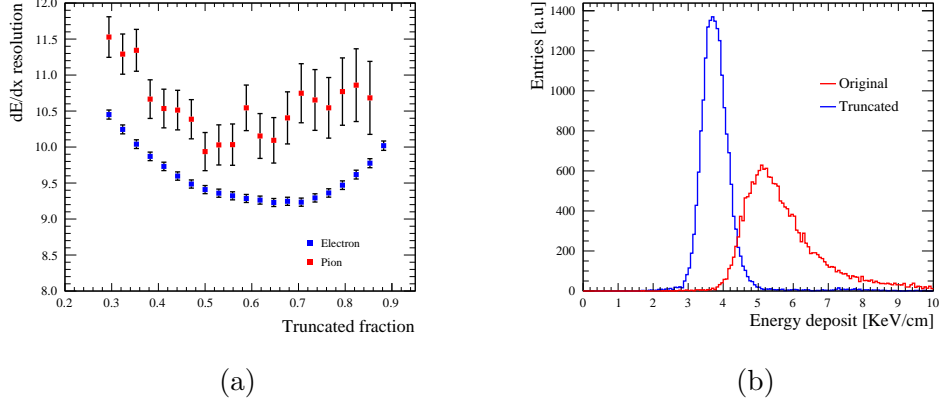 dE/dx resolution
12.0
11.5
11.0
10.5
10.0
9.5
9.0
8.5
8.0
0.2 0.3 0.4 0.5 0.6 0.7 0.8 0.9
Truncated fraction
Electron
Pion
(a)
Entries [a.u]
1400
1200
1000
800
600
400
200
0
0 1 2 3 4 5 6 7 8 9 10
Energy deposit [KeV/cm]
Original
Truncated
(b)